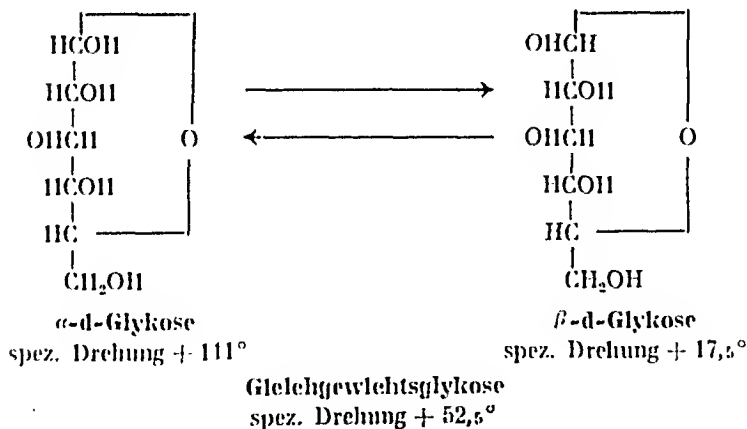 HCOH OHCH
HCOH HCOH
OHCH O OHCH O
HCOH HCOH
HC HC
CH₂OH CH₂OH
α-d-Glykose β-d-Glykose
spez. Drehung + 111° spez. Drehung + 17,₅°
Gleichgewichtsglykose
spez. Drehung + 52,₅°